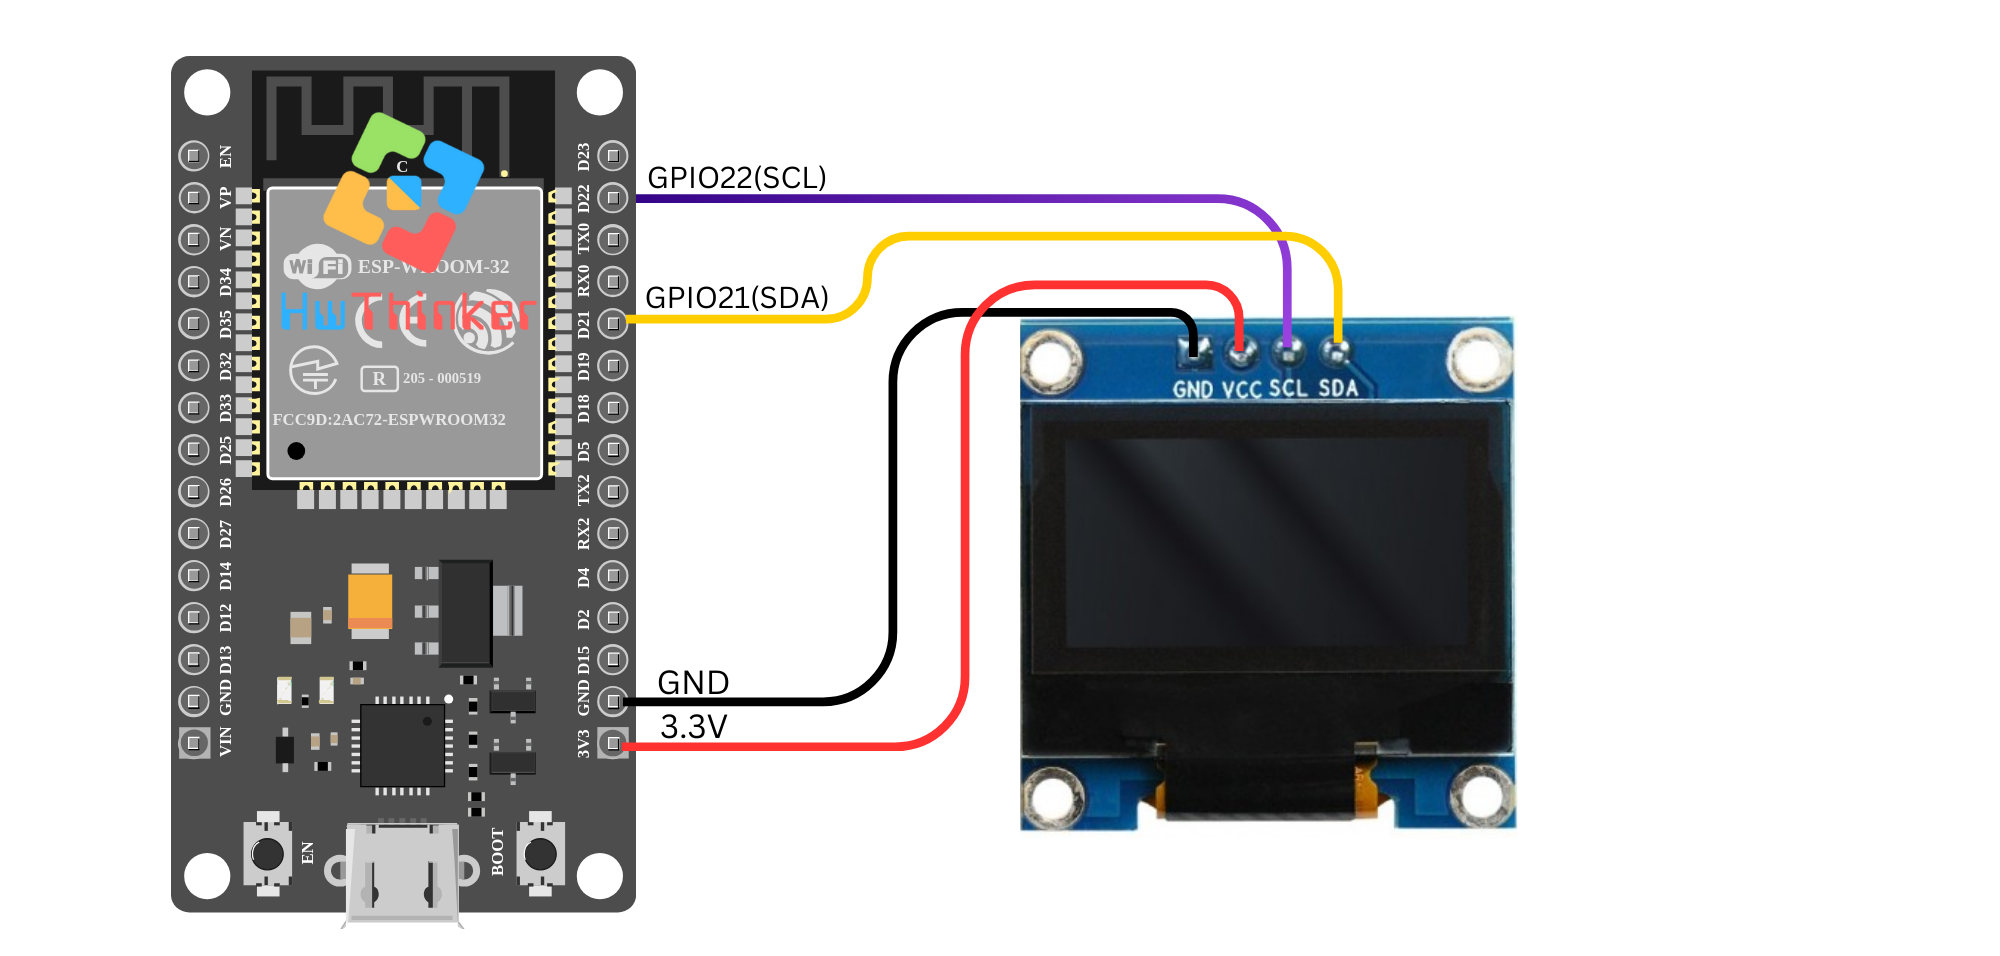 EN
VP
VN
D34
D35
D32
D33
D25
D26
D27
D14
D12
D13
GND
VIN
C
WiFi ESP-WROOM-32
HwThinker
CE
R 205 - 000519
FCC9D:2AC72-ESPWROOM32
D23
D22
TX0
RX0
D21
D19
D18
D5
TX2
RX2
D4
D2
D15
GND
3V3
EN
BOOT
GPIO22(SCL)
GPIO21(SDA)
GND
3.3V
GND VCC SCL SDA